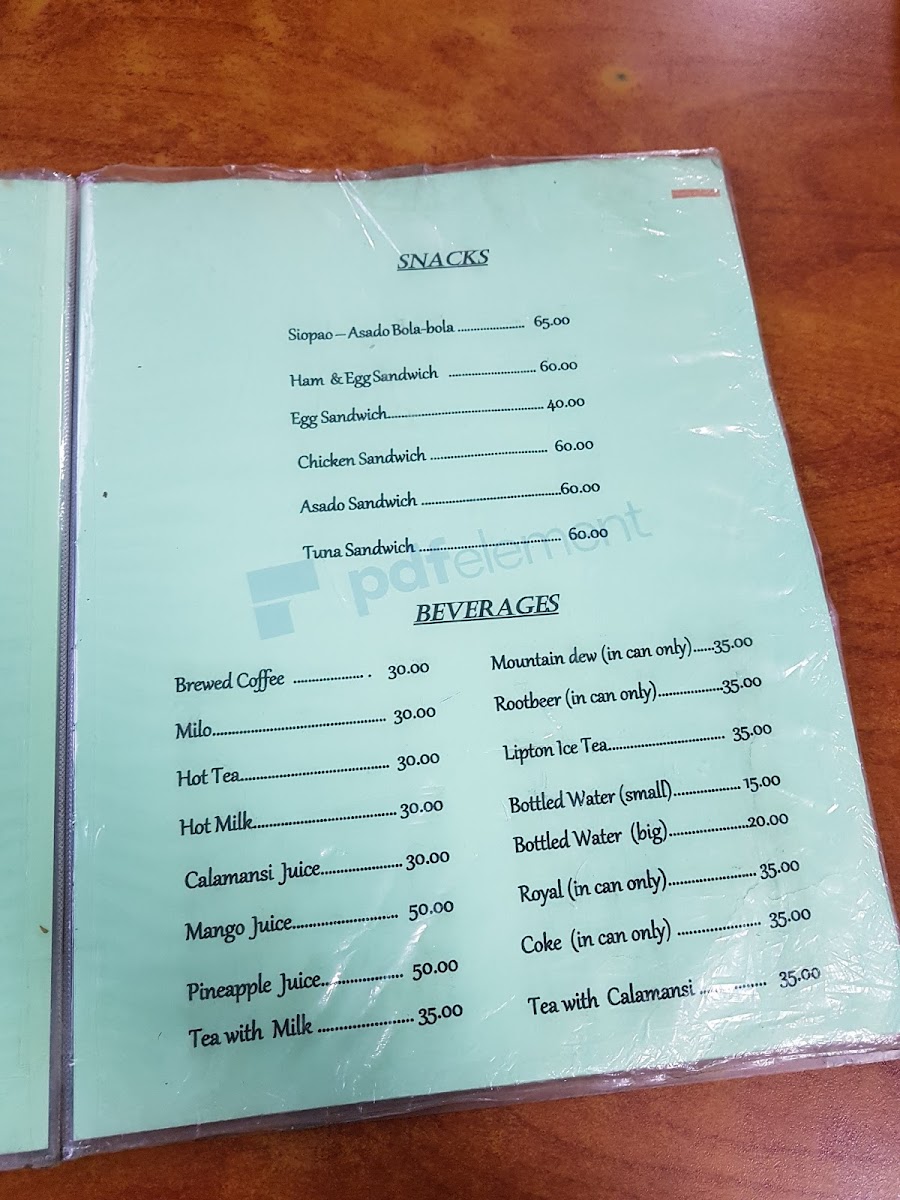 SNACKS
Siopao – Asado Bola-bola ..................... 65.00
Ham & Egg Sandwich ........................... 60.00
Egg Sandwich................................................. 40.00
Chicken Sandwich ..................................... 60.00
Asado Sandwich ............................................60.00
Tuna Sandwich ............................................. 60.00
pdfelement
BEVERAGES
Brewed Coffee ................... . 30.00
Milo.............................................. 30.00
Hot Tea........................................ 30.00
Hot Milk...................................... 30.00
Calamansi Juice...................... 30.00
Mango Juice............................ 50.00
Pineapple Juice...................... 50.00
Tea with Milk ......................... 35.00
Mountain dew (in can only)......35.00
Rootbeer (in can only).................35.00
Lipton Ice Tea............................... 35.00
Bottled Water (small).................. 15.00
Bottled Water (big).....................20.00
Royal (in can only)....................... 35.00
Coke (in can only) ...................... 35.00
Tea with Calamansi ..... ......... 35.00